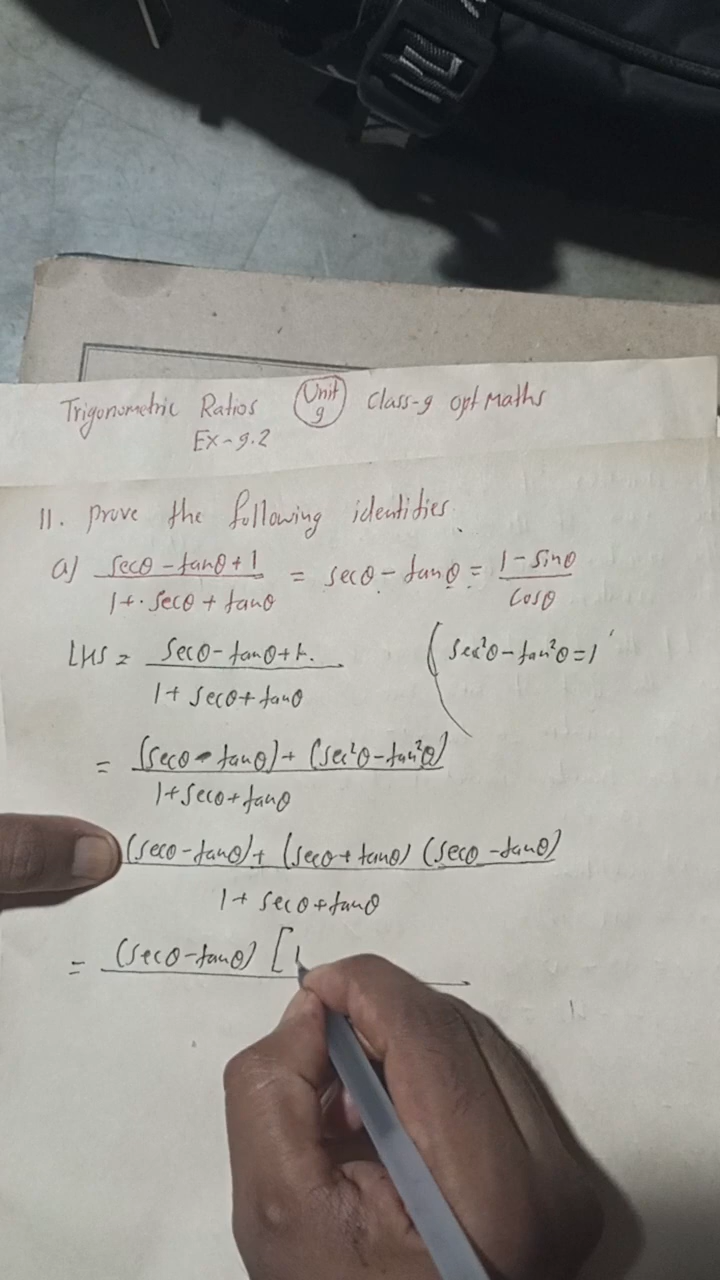 Trigonometric Ratios Unit 9 Class-9 opt Maths
Ex-9.2
11. prove the following identities.
a) (secθ - tanθ + 1)/(1 + secθ + tanθ) = secθ - tanθ = (1 - sinθ)/cosθ
LHS = (secθ - tanθ + 1)/(1 + secθ + tanθ) (sec²θ - tan²θ = 1
= ((secθ - tanθ) + (sec²θ - tan²θ))/(1 + secθ + tanθ)
((secθ - tanθ) + (secθ + tanθ) (secθ - tanθ))/(1 + secθ + tanθ)
= (secθ - tanθ) [1